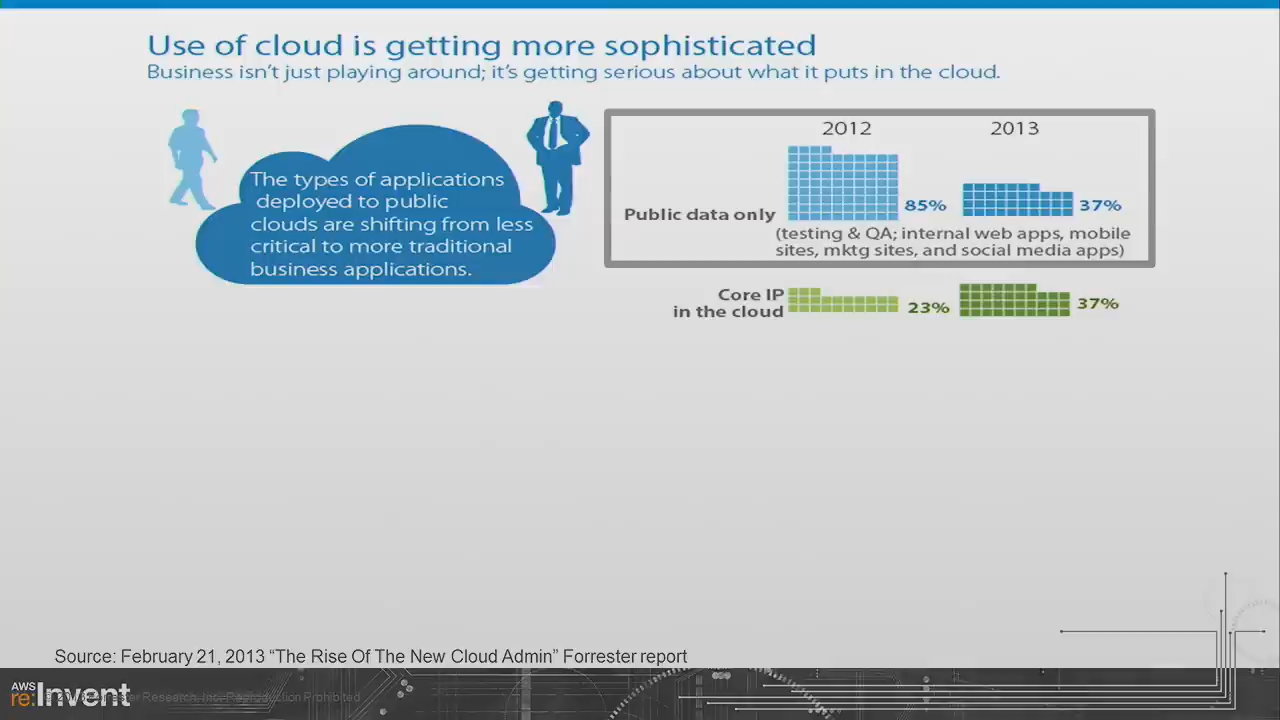 Use of cloud is getting more sophisticated
Business isn't just playing around; it's getting serious about what it puts in the cloud.
The types of applications
deployed to public
clouds are shifting from less
critical to more traditional
business applications.
2012 2013
Public data only 85% 37%
(testing & QA; internal web apps, mobile
sites, mktg sites, and social media apps)
Core IP
in the cloud 23% 37%
Source: February 21, 2013 “The Rise Of The New Cloud Admin” Forrester report
AWS
re:Invent
Research, Inc. Reproduction Prohibited